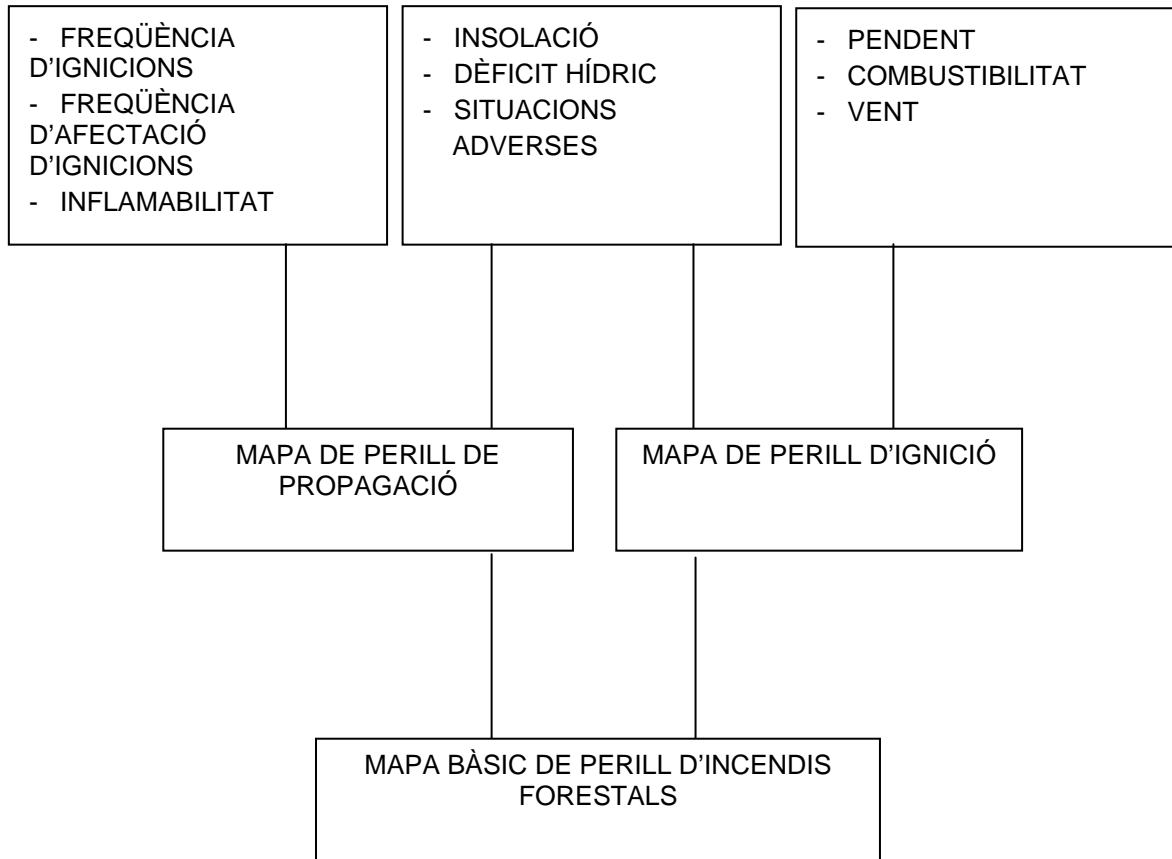 - FREQÜÈNCIA
D'IGNICIONS
- FREQÜÈNCIA
D'AFECTACIÓ
D'IGNICIONS
- INFLAMABILITAT
- INSOLACIÓ
- DÈFICIT HÍDRIC
- SITUACIONS
ADVERSES
- PENDENT
- COMBUSTIBILITAT
- VENT
MAPA DE PERILL DE
PROPAGACIÓ
MAPA DE PERILL D'IGNICIÓ
MAPA BÀSIC DE PERILL D'INCENDIS
FORESTALS